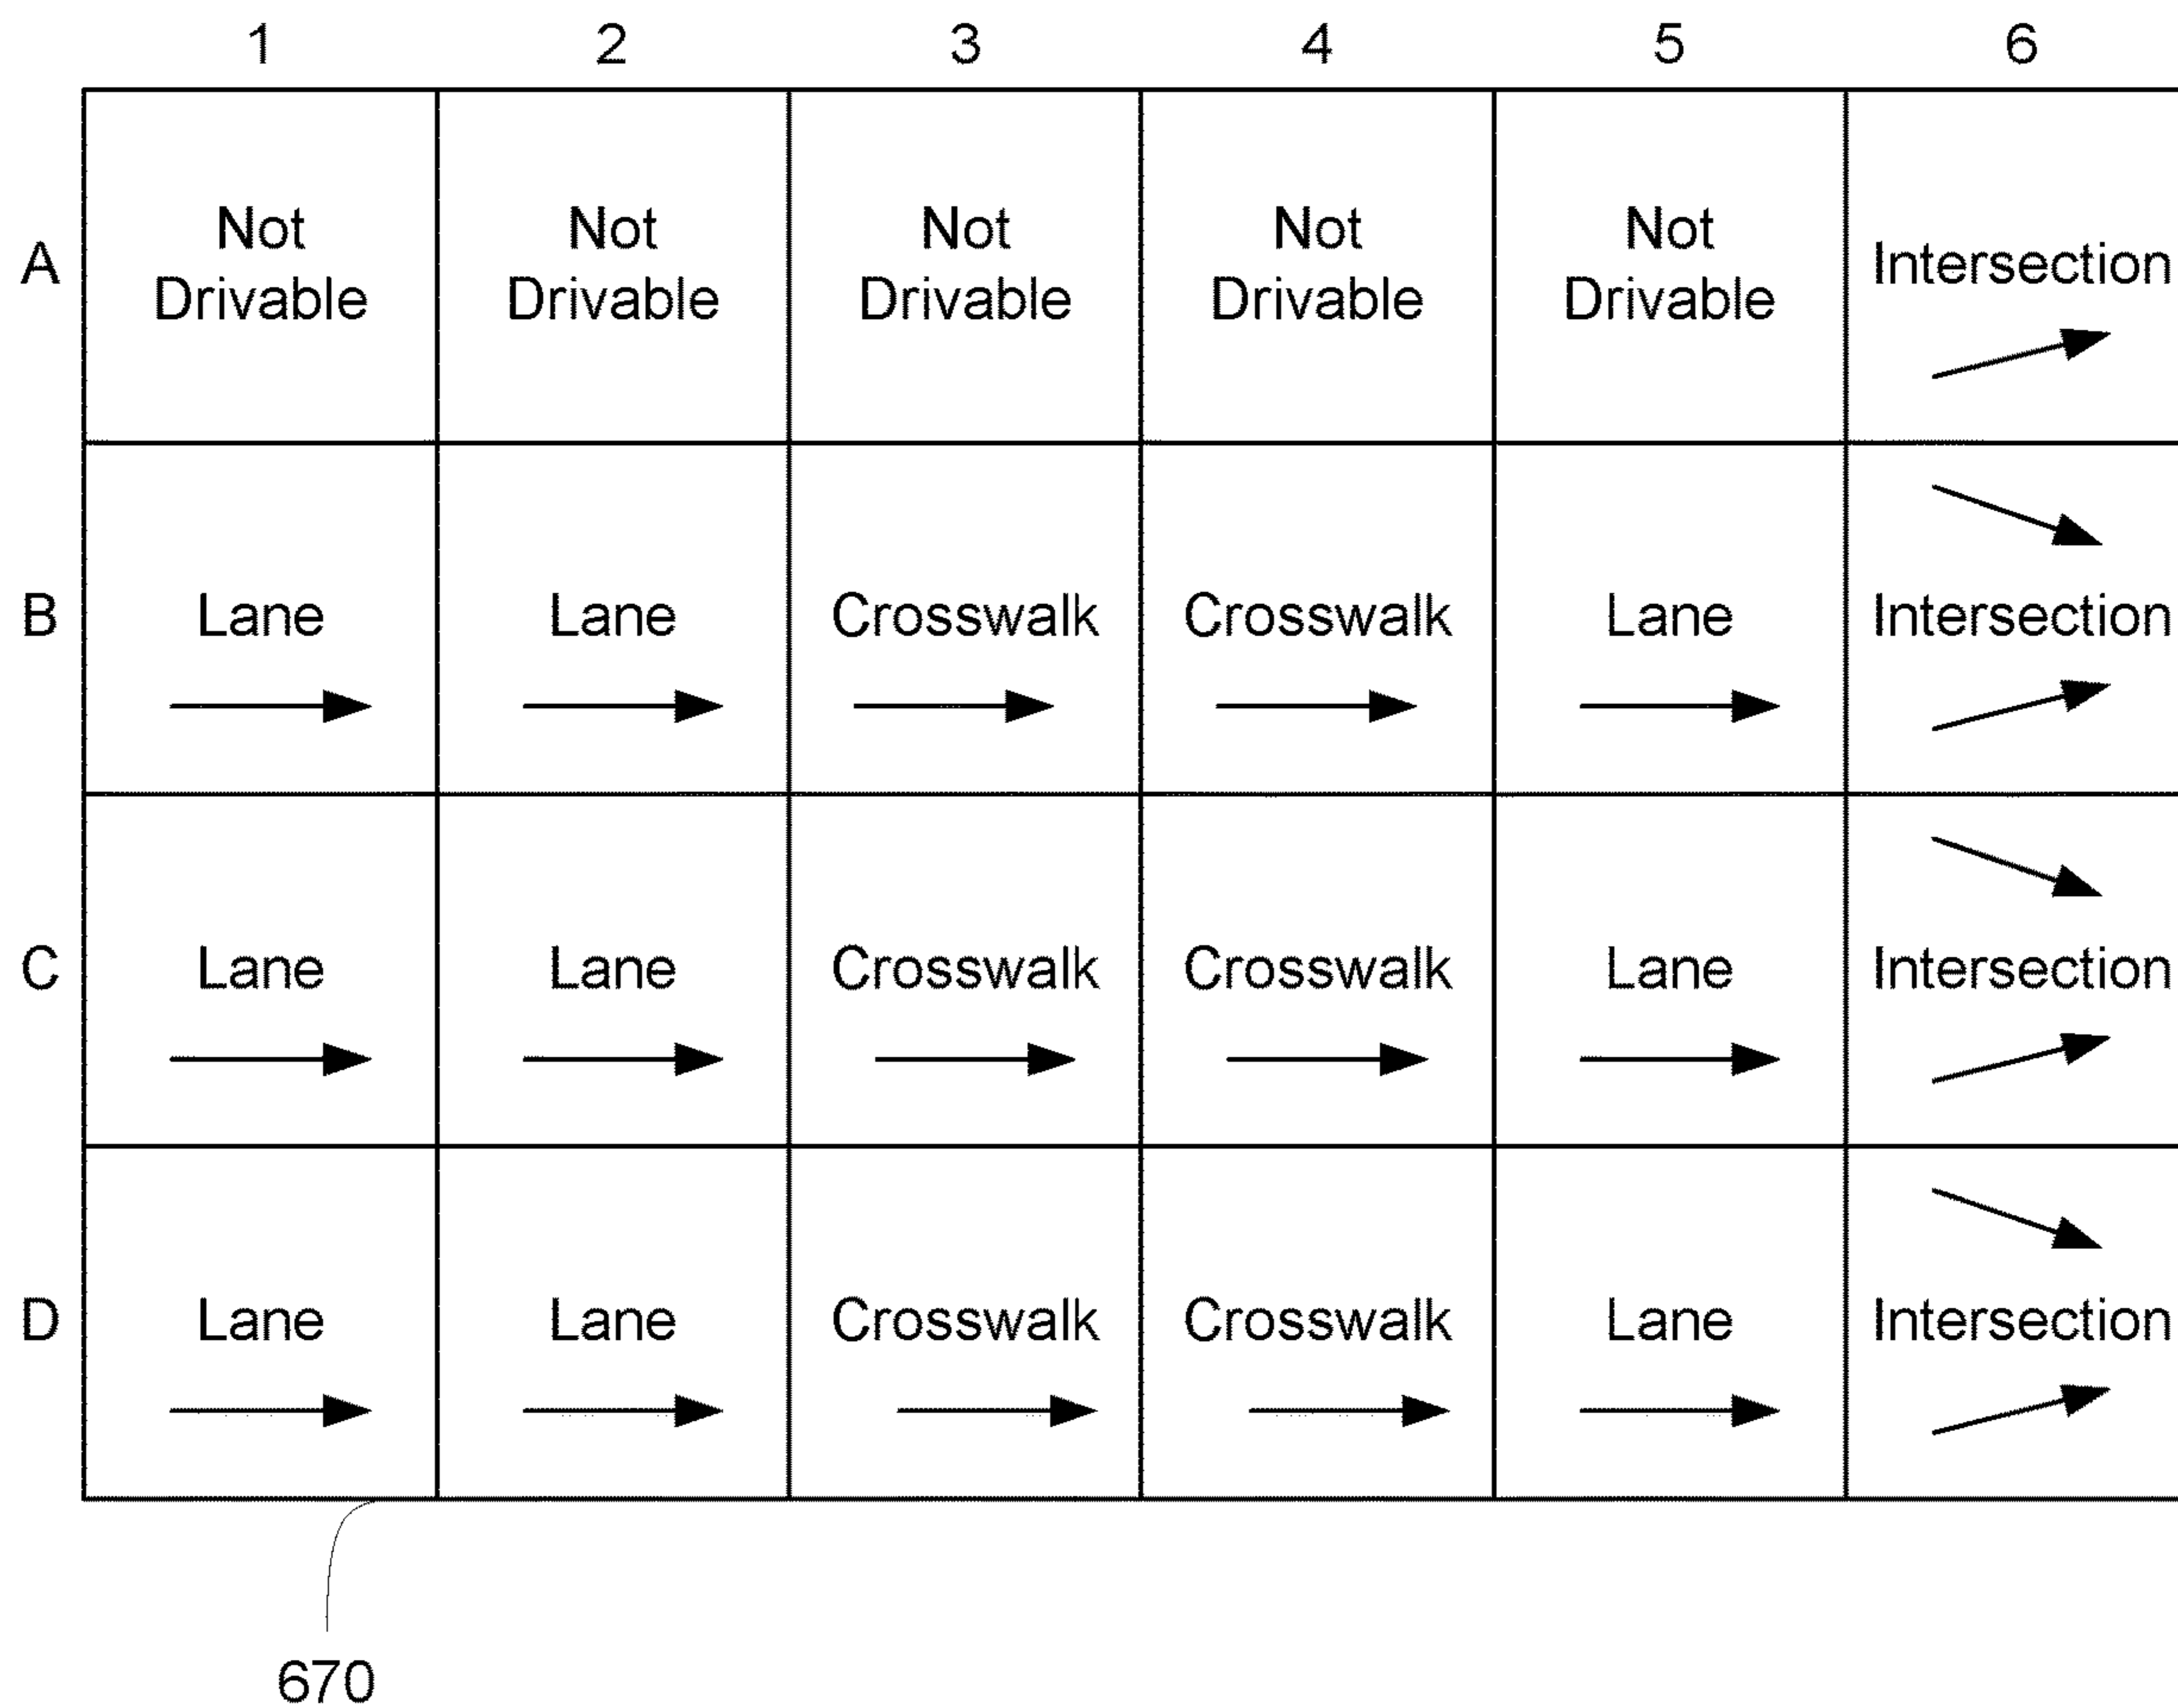 1 2 3 4 5 6
A Not Drivable Not Drivable Not Drivable Not Drivable Not Drivable Intersection
B Lane Lane Crosswalk Crosswalk Lane Intersection
C Lane Lane Crosswalk Crosswalk Lane Intersection
D Lane Lane Crosswalk Crosswalk Lane Intersection
670